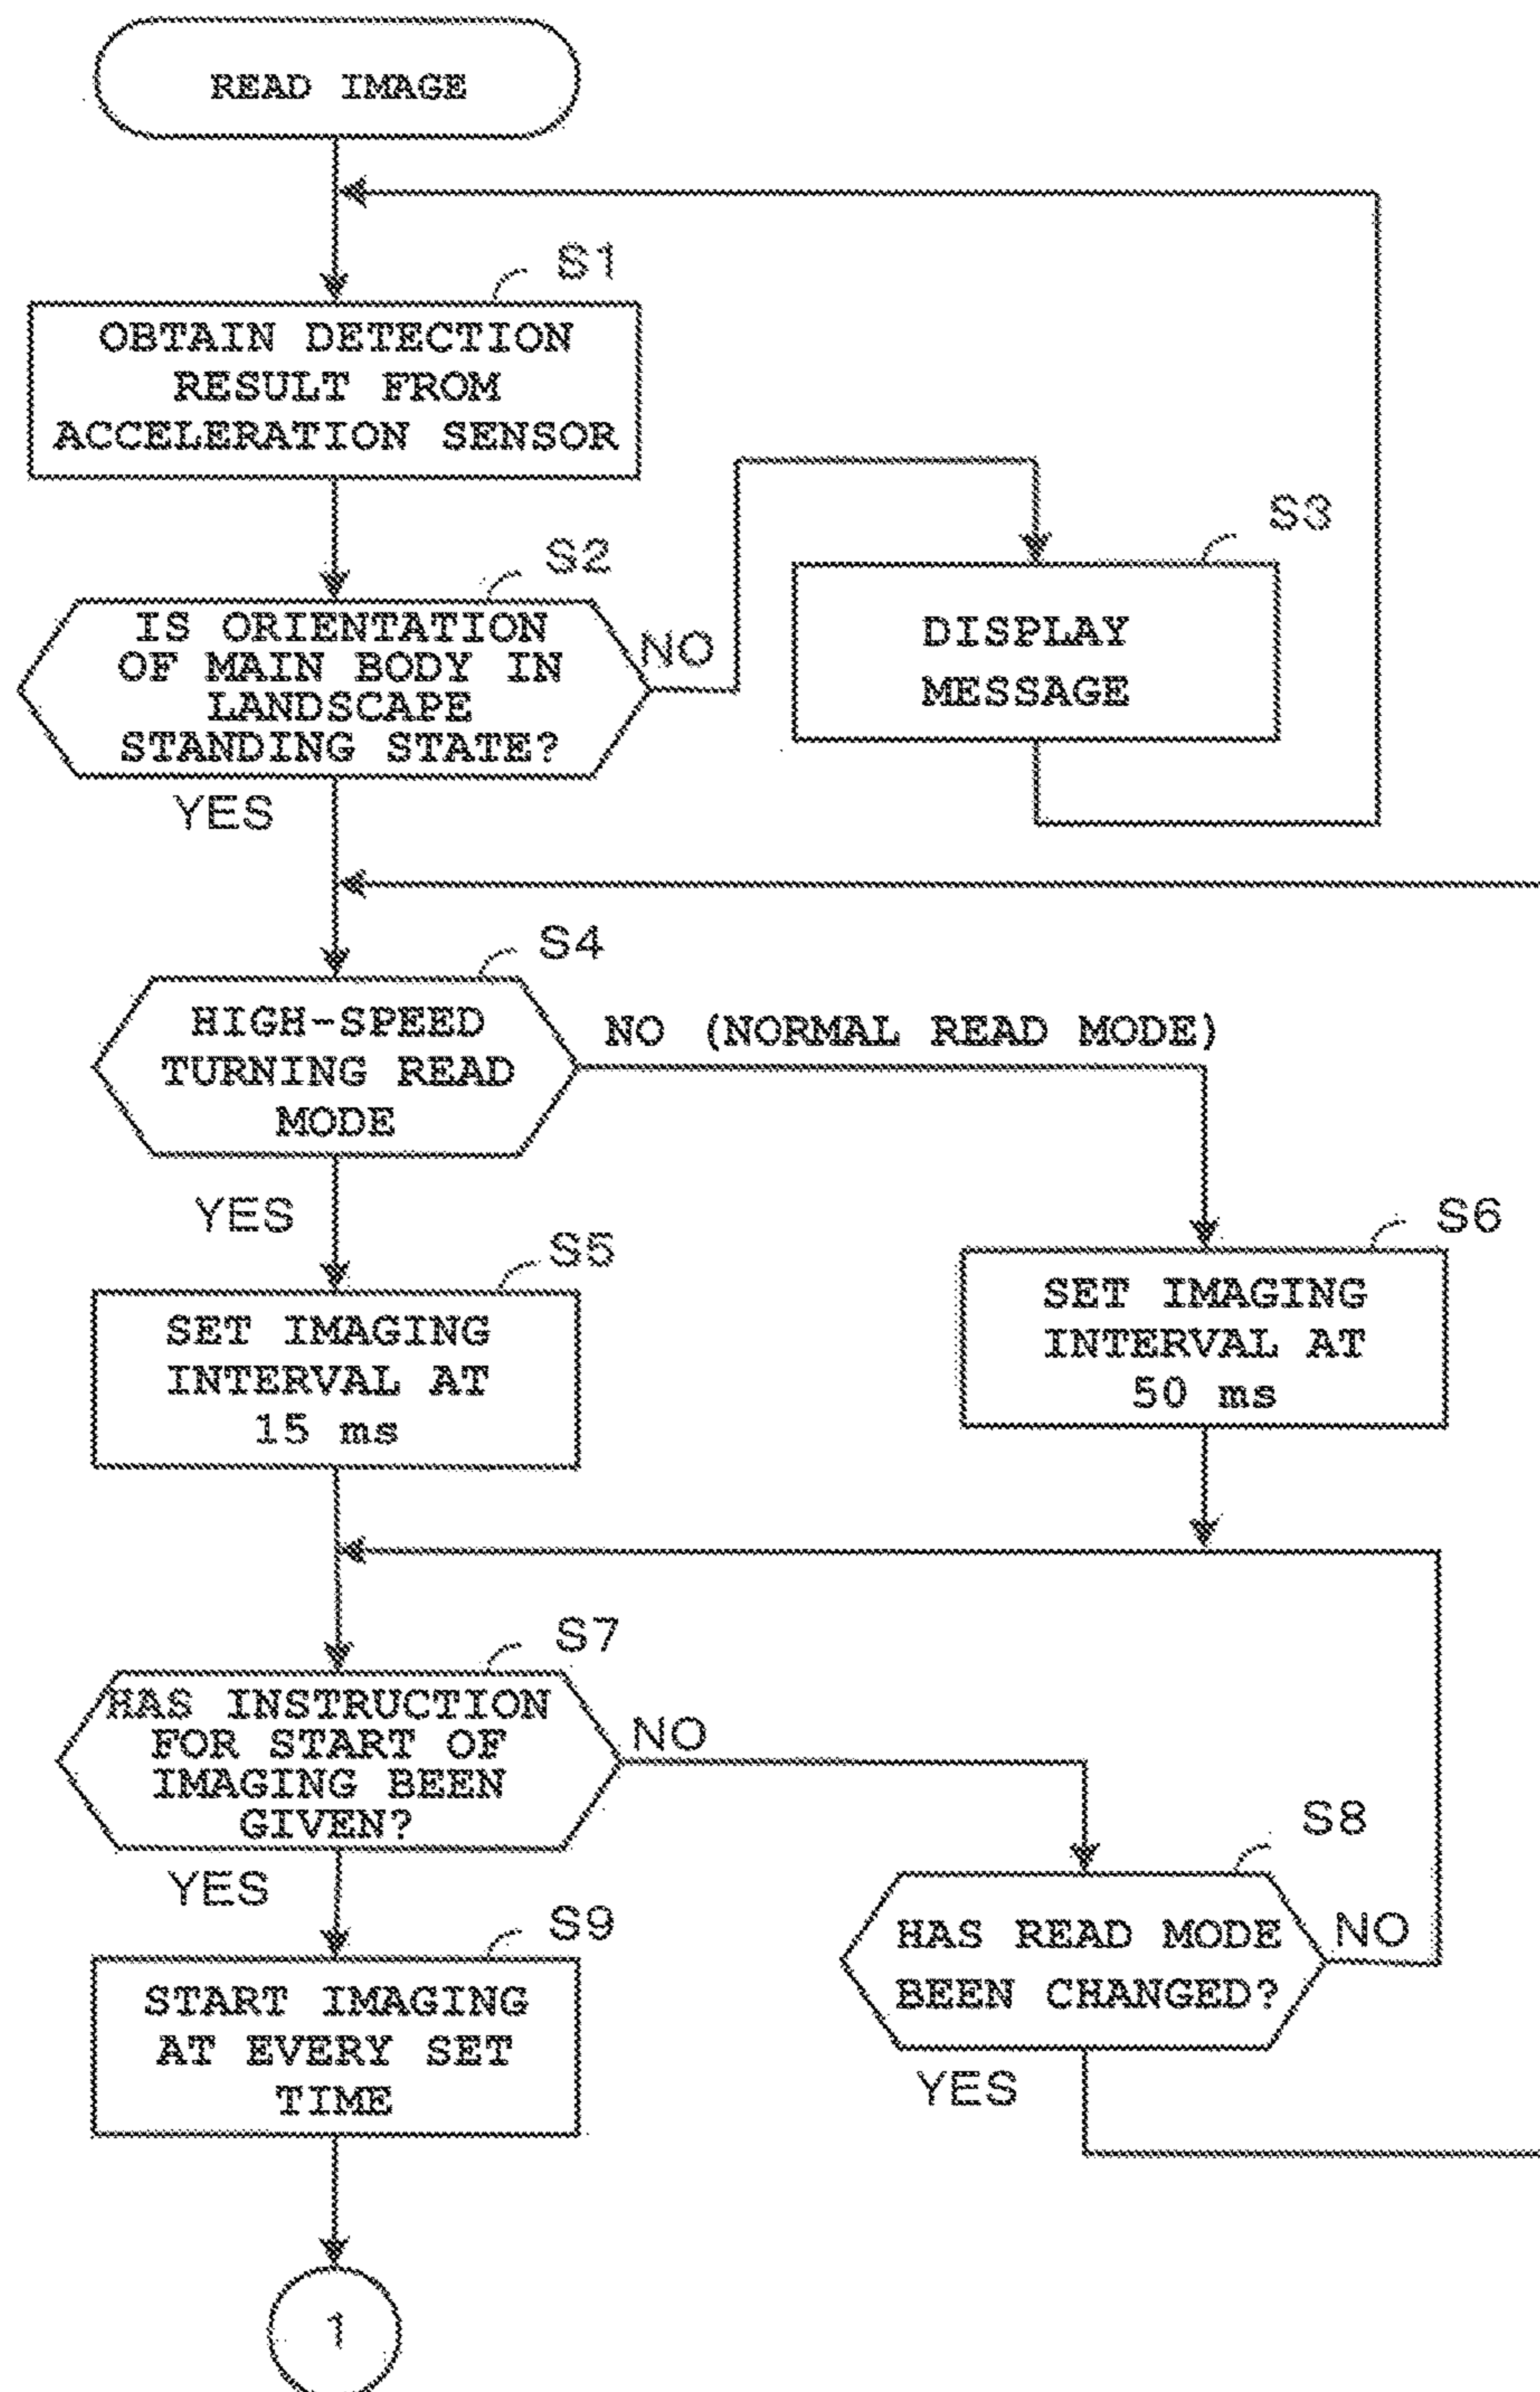 READ IMAGE
S1
OBTAIN DETECTION
RESULT FROM
ACCELERATION SENSOR
S2
IS ORIENTATION
OF MAIN BODY IN
LANDSCAPE
STANDING STATE?
NO
S3
DISPLAY
MESSAGE
YES
S4
HIGH-SPEED
TURNING READ
MODE
NO (NORMAL READ MODE)
YES
S5
SET IMAGING
INTERVAL AT
15 ms
S6
SET IMAGING
INTERVAL AT
50 ms
S7
HAS INSTRUCTION
FOR START OF
IMAGING BEEN
GIVEN?
NO
S8
HAS READ MODE
BEEN CHANGED?
NO
YES
YES
S9
START IMAGING
AT EVERY SET
TIME
1